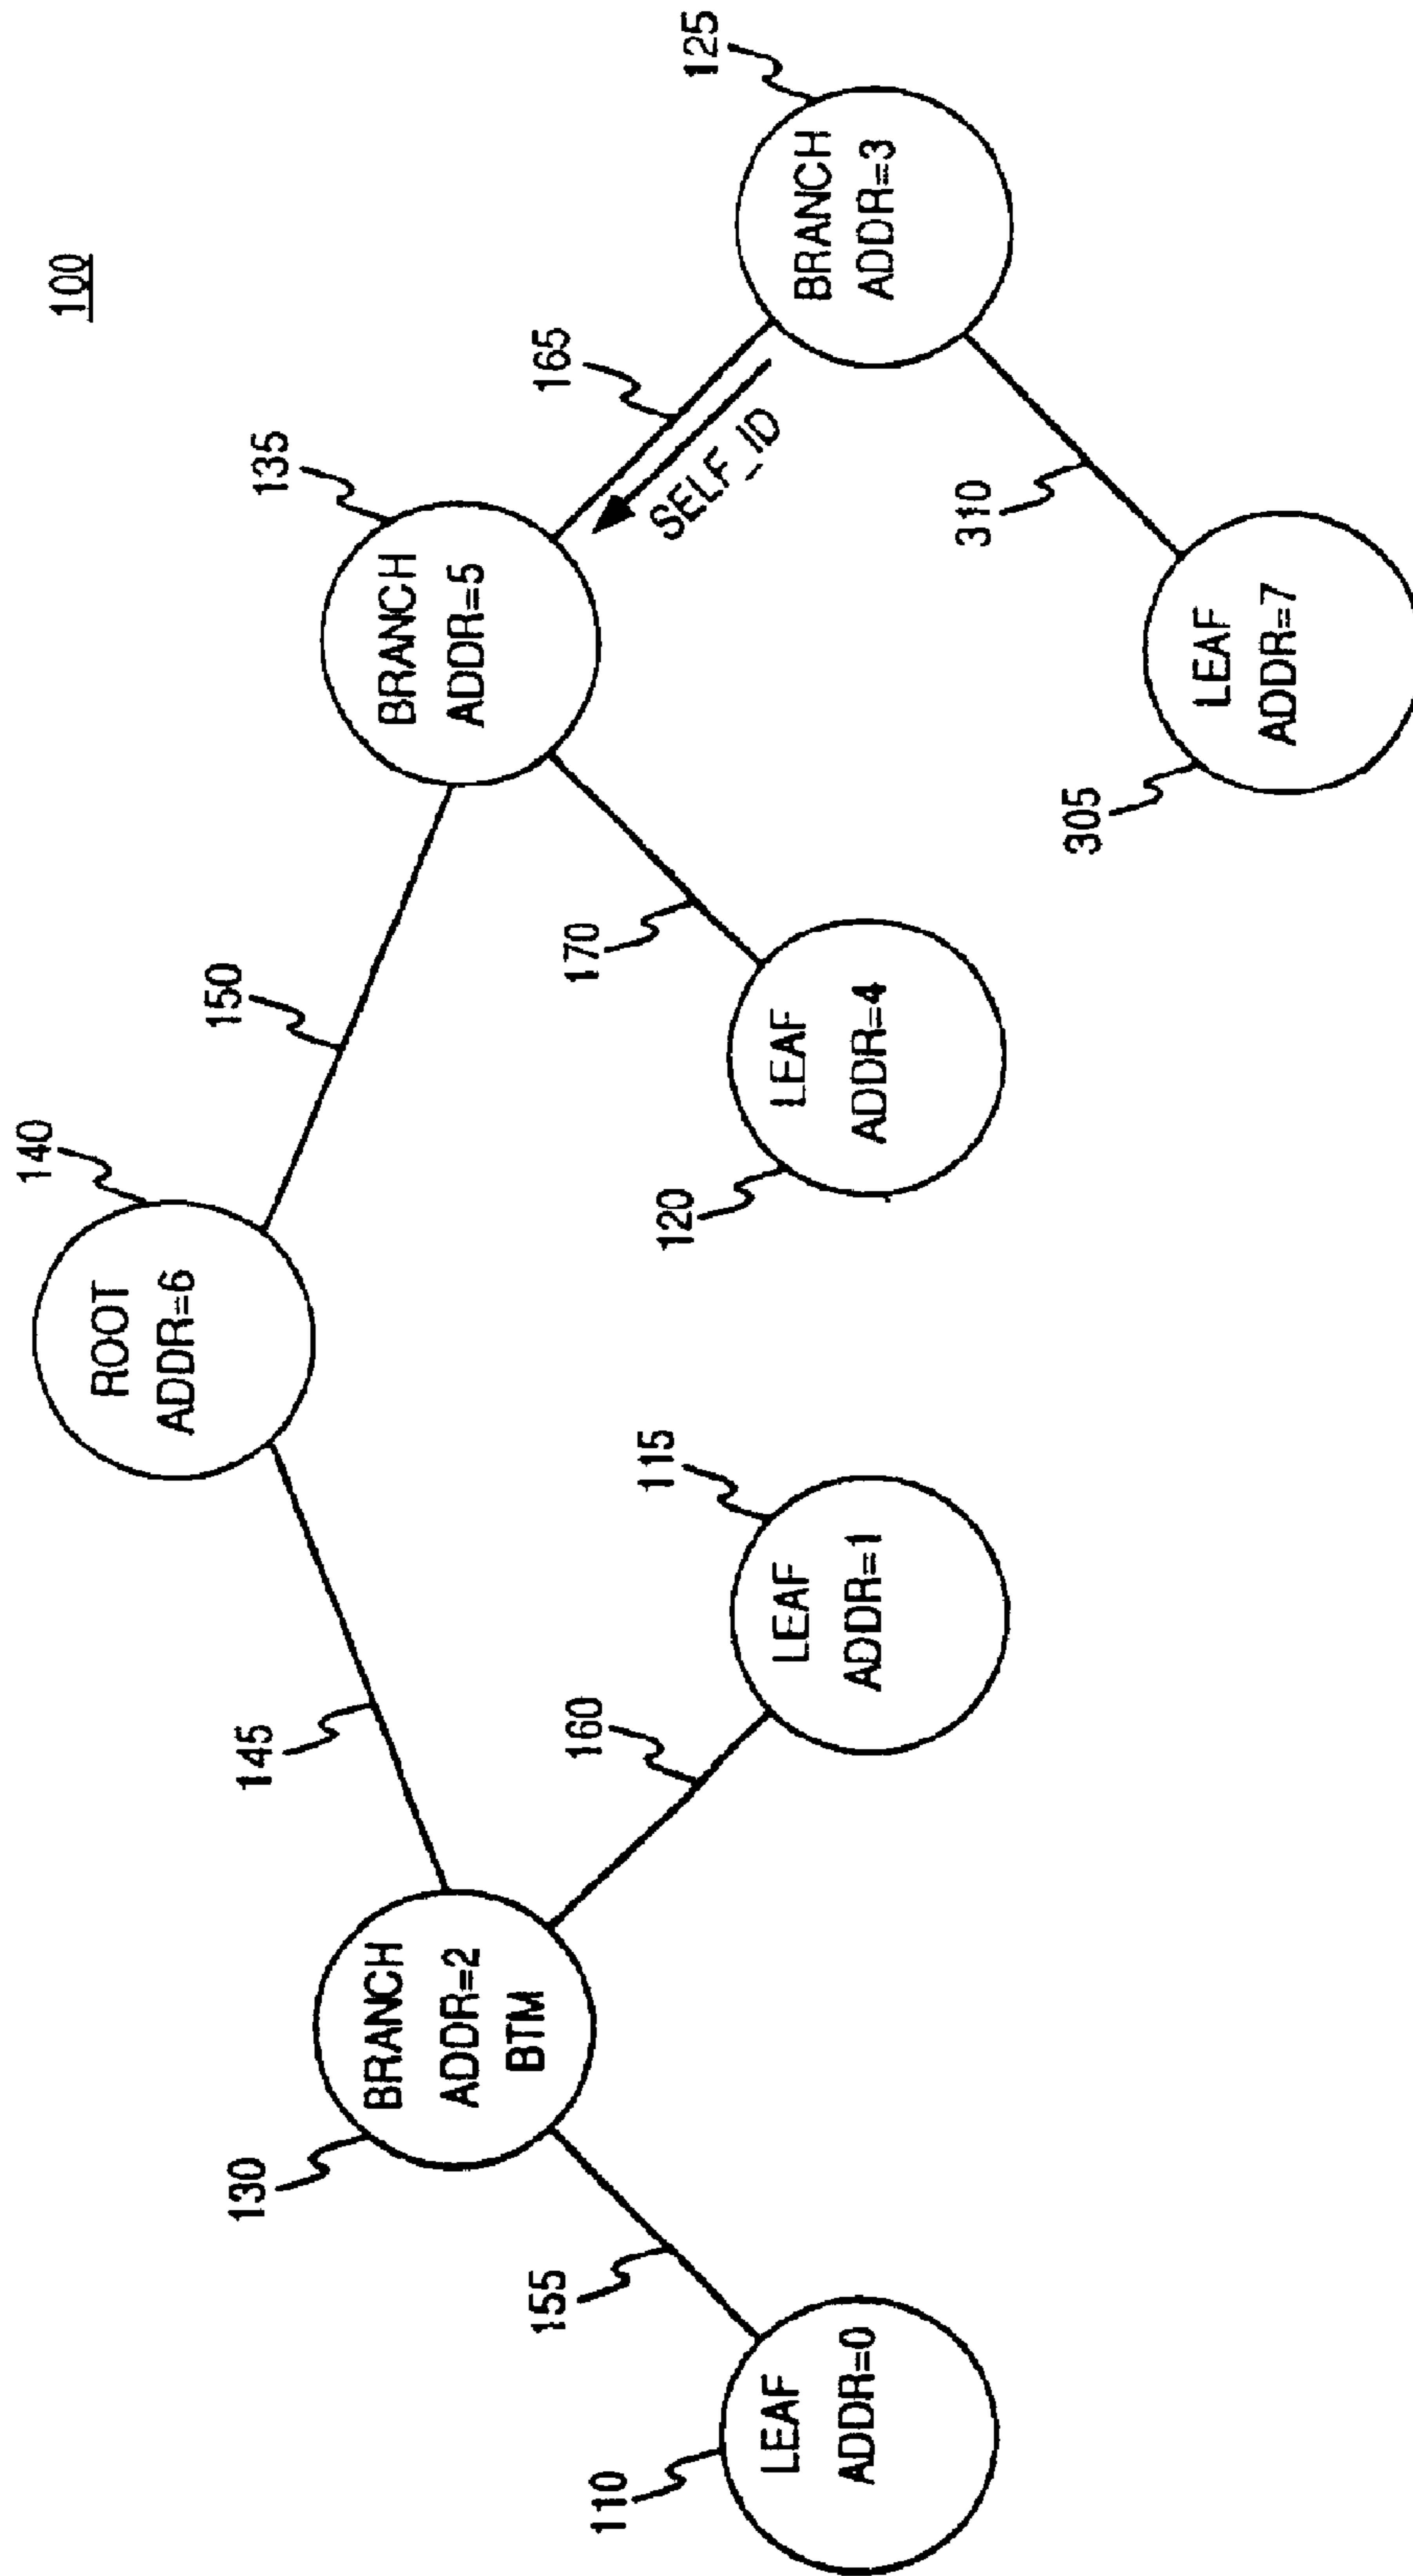 100
140
ROOT
ADDR=6
145
150
130
BRANCH
ADDR=2
BTM
135
BRANCH
ADDR=5
155
160
170
165
SELF_ID
110
LEAF
ADDR=0
115
LEAF
ADDR=1
120
LEAF
ADDR=4
125
BRANCH
ADDR=3
310
305
LEAF
ADDR=7